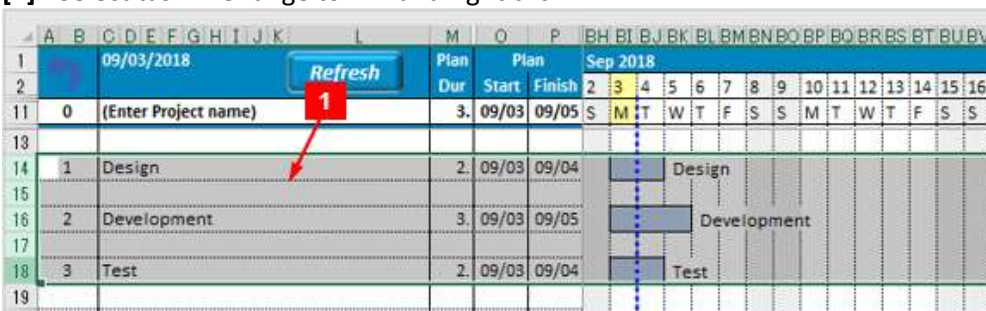 A B C D E F G H I J K L M O P BH BI BJ BK BL BM BN BO BP BQ BR BS BT BU BV
1 09/03/2018 Refresh Plan Plan Sep 2018
2 Dur Start Finish 2 3 4 5 6 7 8 9 10 11 12 13 14 15 16
1
11 0 (Enter Project name) 3. 09/03 09/05 S M T W T F S S M T W T F S S
13
14 1 Design 2. 09/03 09/04 Design
15
16 2 Development 3. 09/03 09/05 Development
17
18 3 Test 2. 09/03 09/04 Test
19